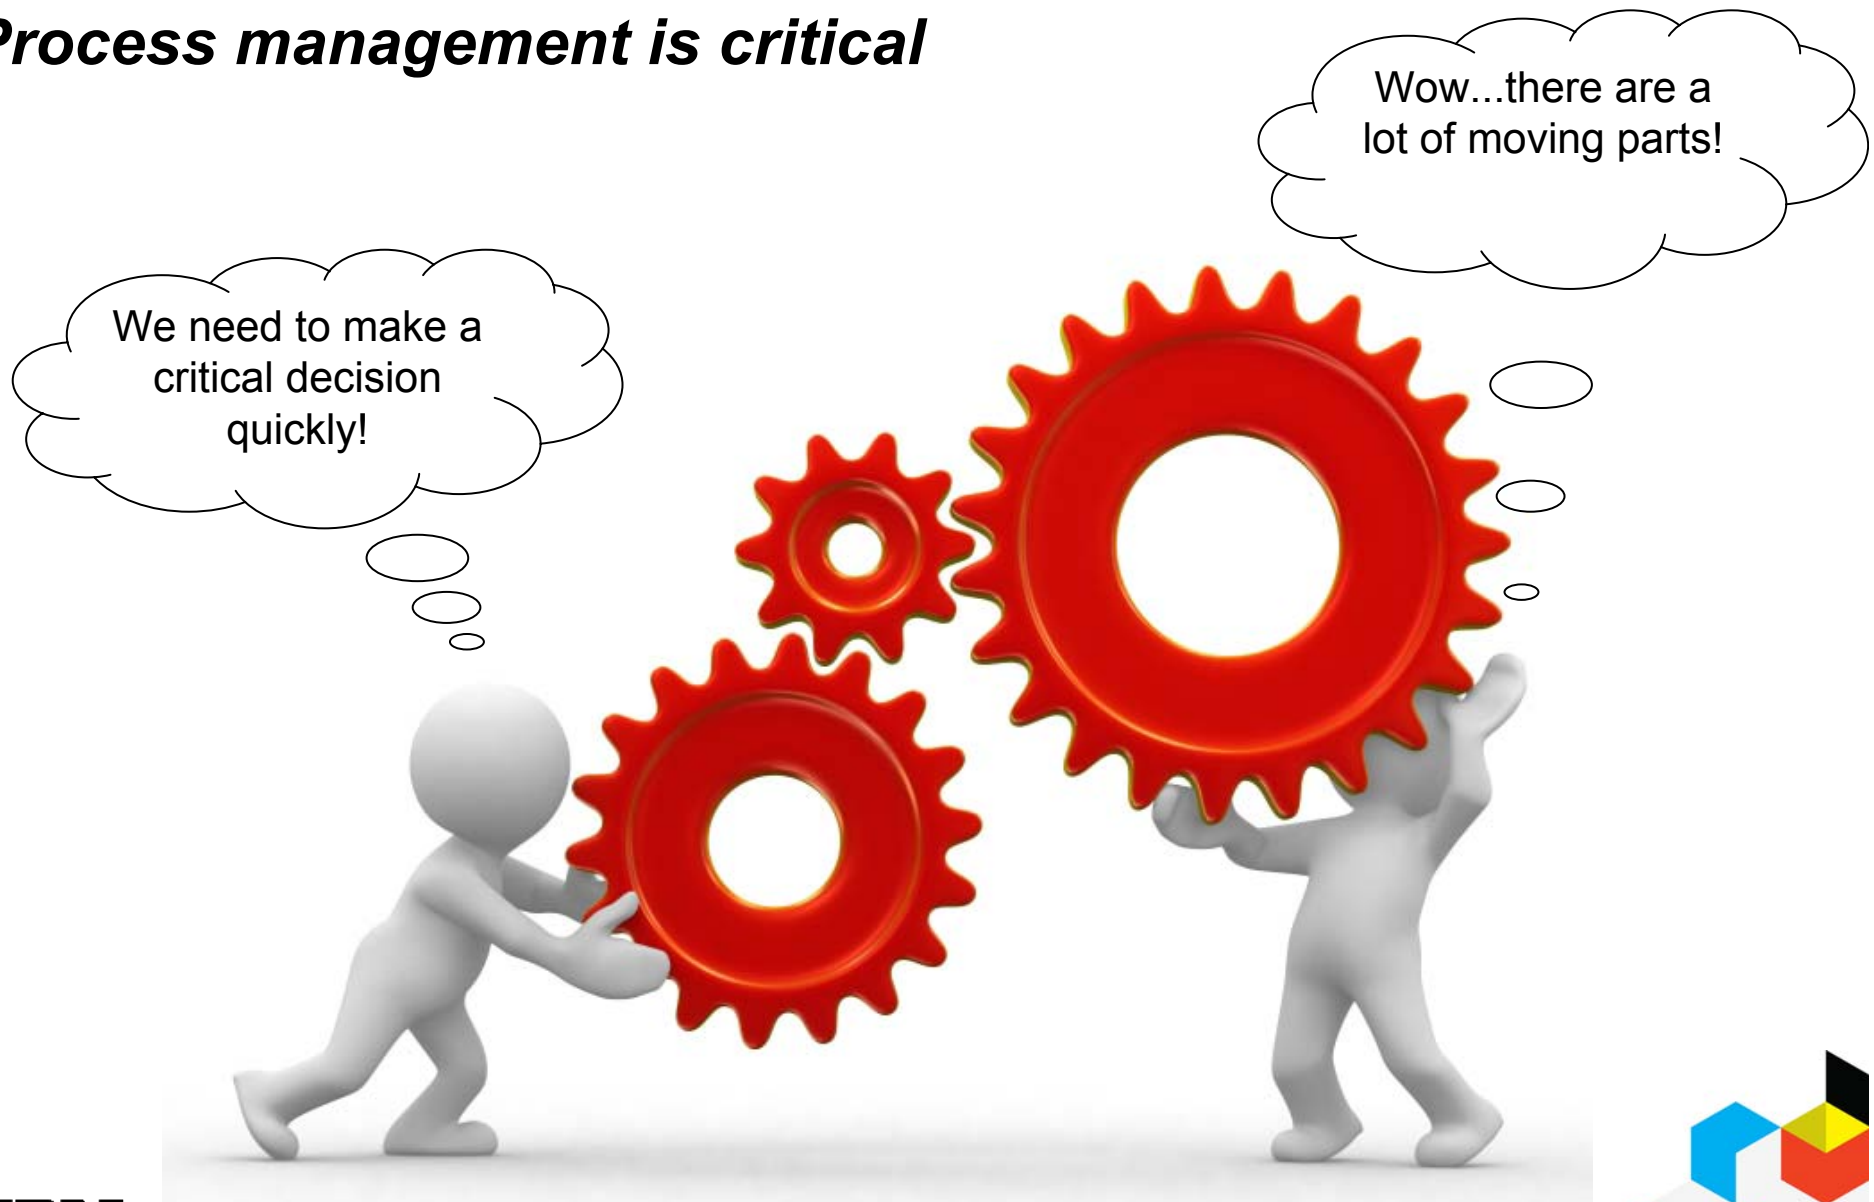 Process management is critical
Wow...there are a
lot of moving parts!
We need to make a
critical decision
quickly!